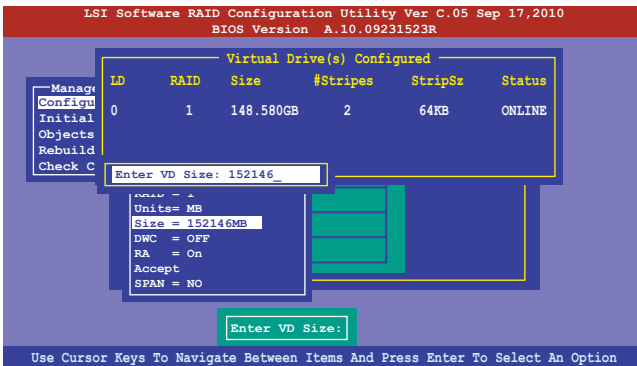 LSI Software RAID Configuration Utility Ver C.05 Sep 17,2010
BIOS Version A.10.09231523R
Virtual Drive(s) Configured
LD RAID Size #Stripes StripSz Status
0 1 148.580GB 2 64KB ONLINE
Manage
Configu
Initial
Objects
Rebuild
Check C
Enter VD Size: 152146_
RAID = 1
Units= MB
Size = 152146MB
DWC = OFF
RA = On
Accept
SPAN = NO
Enter VD Size:
Use Cursor Keys To Navigate Between Items And Press Enter To Select An Option